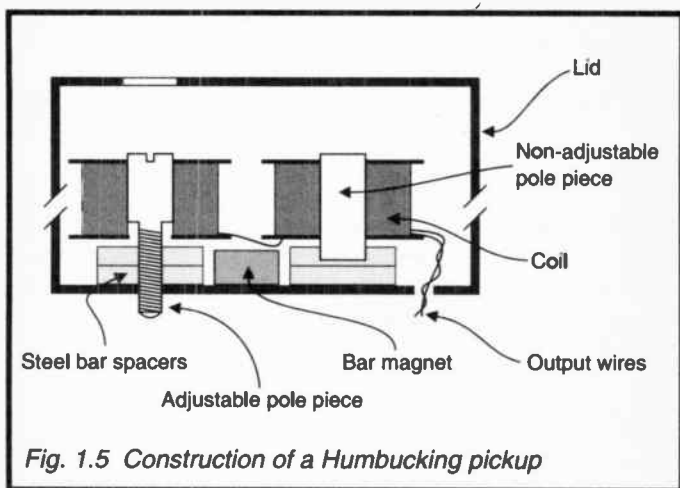 Lid
Non-adjustable
pole piece
Coil
Steel bar spacers
Bar magnet
Output wires
Adjustable pole piece
Fig. 1.5 Construction of a Humbucking pickup